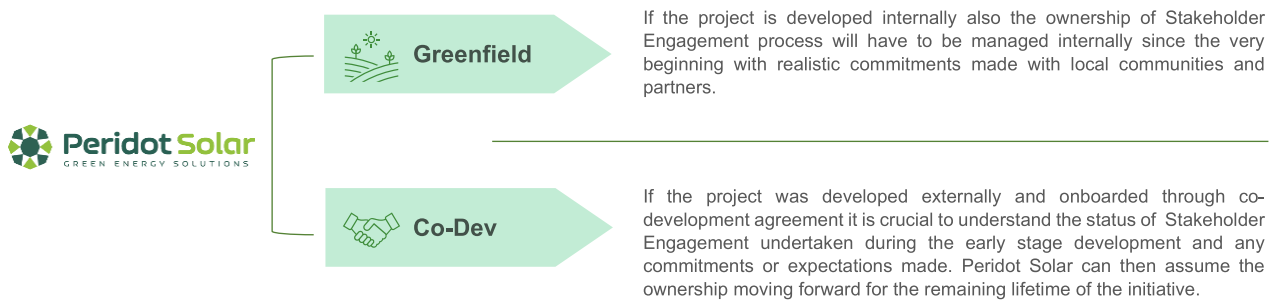 Peridot Solar
GREEN ENERGY SOLUTIONS
Greenfield
If the project is developed internally also the ownership of Stakeholder
Engagement process will have to be managed internally since the very
beginning with realistic commitments made with local communities and
partners.
Co-Dev
If the project was developed externally and onboarded through co-
development agreement it is crucial to understand the status of Stakeholder
Engagement undertaken during the early stage development and any
commitments or expectations made. Peridot Solar can then assume the
ownership moving forward for the remaining lifetime of the initiative.